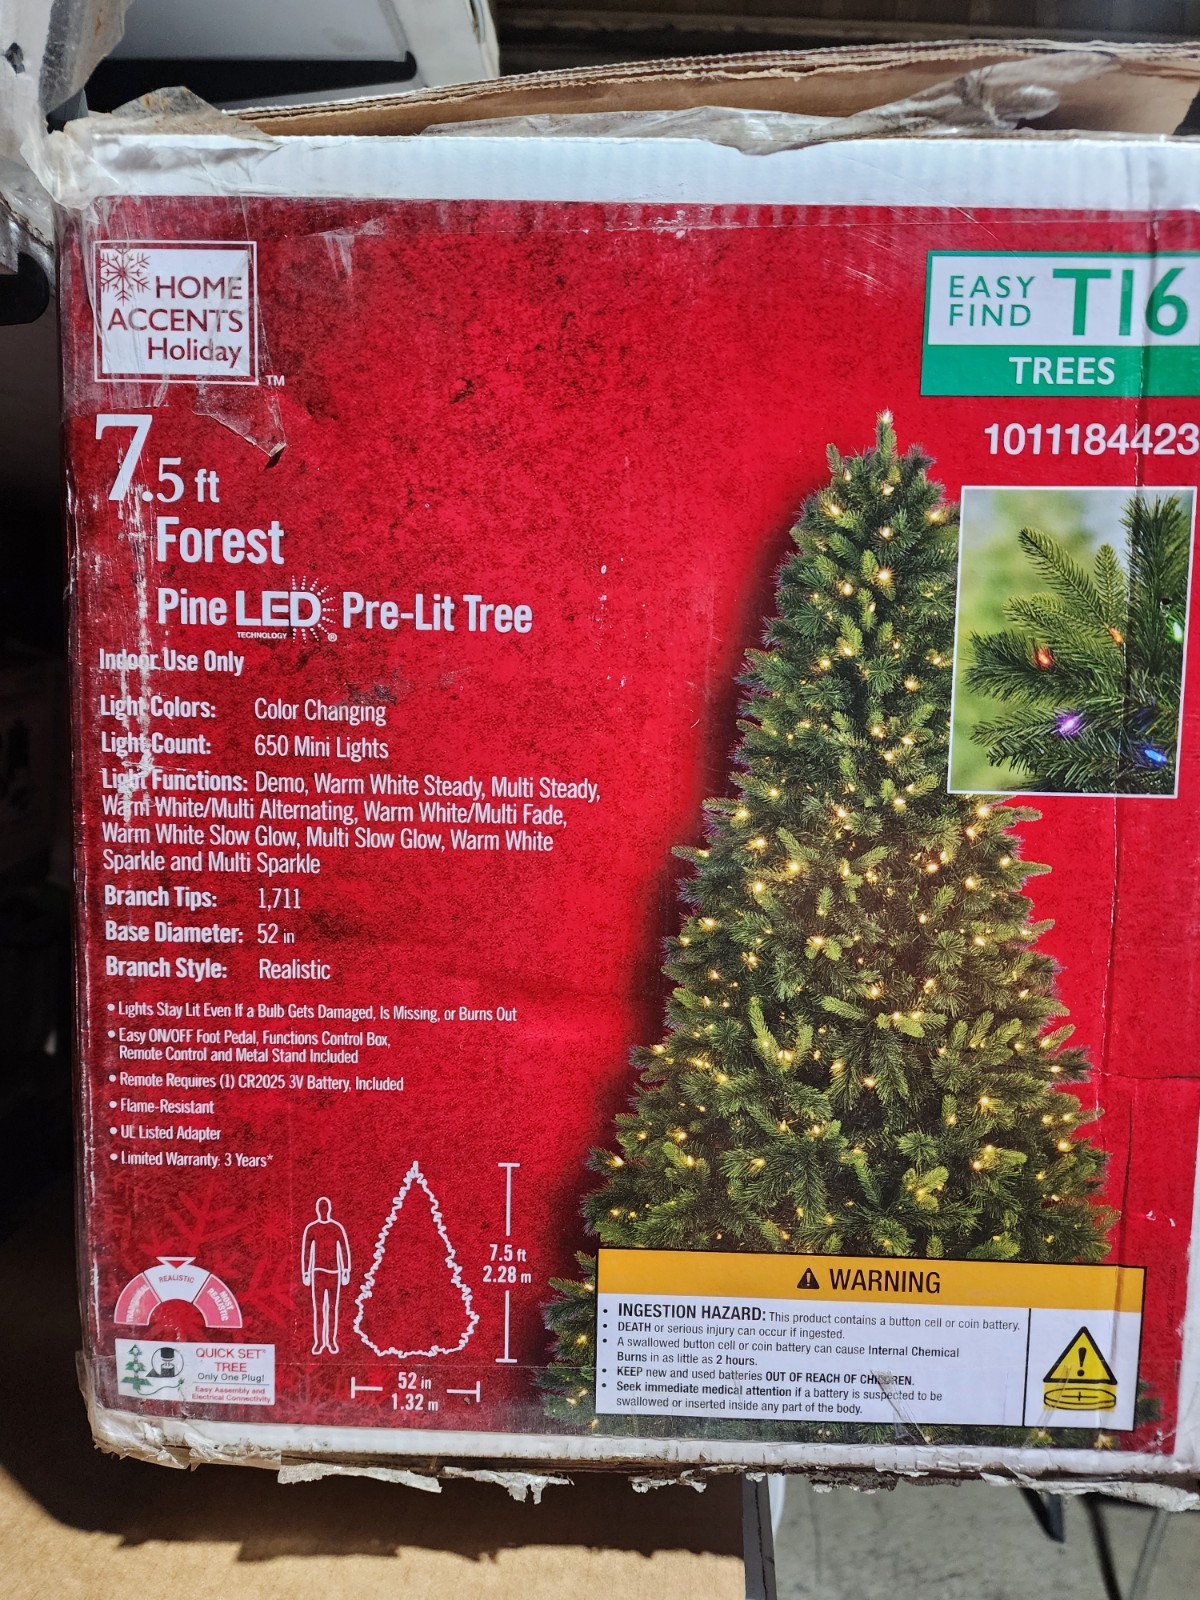 HOME
ACCENTS
Holiday
TM
EASY
FIND
T16
TREES
1011184423
7.5 ft
Forest
Pine LED Pre-Lit Tree
TECHNOLOGY
®
Indoor Use Only
Light Colors: Color Changing
Light Count: 650 Mini Lights
Light Functions: Demo, Warm White Steady, Multi Steady,
Warm White/Multi Alternating, Warm White/Multi Fade,
Warm White Slow Glow, Multi Slow Glow, Warm White
Sparkle and Multi Sparkle
Branch Tips: 1,711
Base Diameter: 52 in
Branch Style: Realistic
• Lights Stay Lit Even If a Bulb Gets Damaged, Is Missing, or Burns Out
• Easy ON/OFF Foot Pedal, Functions Control Box,
Remote Control and Metal Stand Included
• Remote Requires (1) CR2025 3V Battery, Included
• Flame-Resistant
• UL Listed Adapter
• Limited Warranty: 3 Years*
7.5 ft
2.28 m
52 in
1.32 m
REALISTIC
MOST
REALISTIC
QUICK SET®
TREE
Only One Plug!
Easy Assembly and
Electrical Connectivity
WARNING
• INGESTION HAZARD: This product contains a button cell or coin battery.
• DEATH or serious injury can occur if ingested.
• A swallowed button cell or coin battery can cause Internal Chemical
Burns in as little as 2 hours.
• KEEP new and used batteries OUT OF REACH OF CHILDREN.
• Seek immediate medical attention if a battery is suspected to be
swallowed or inserted inside any part of the body.